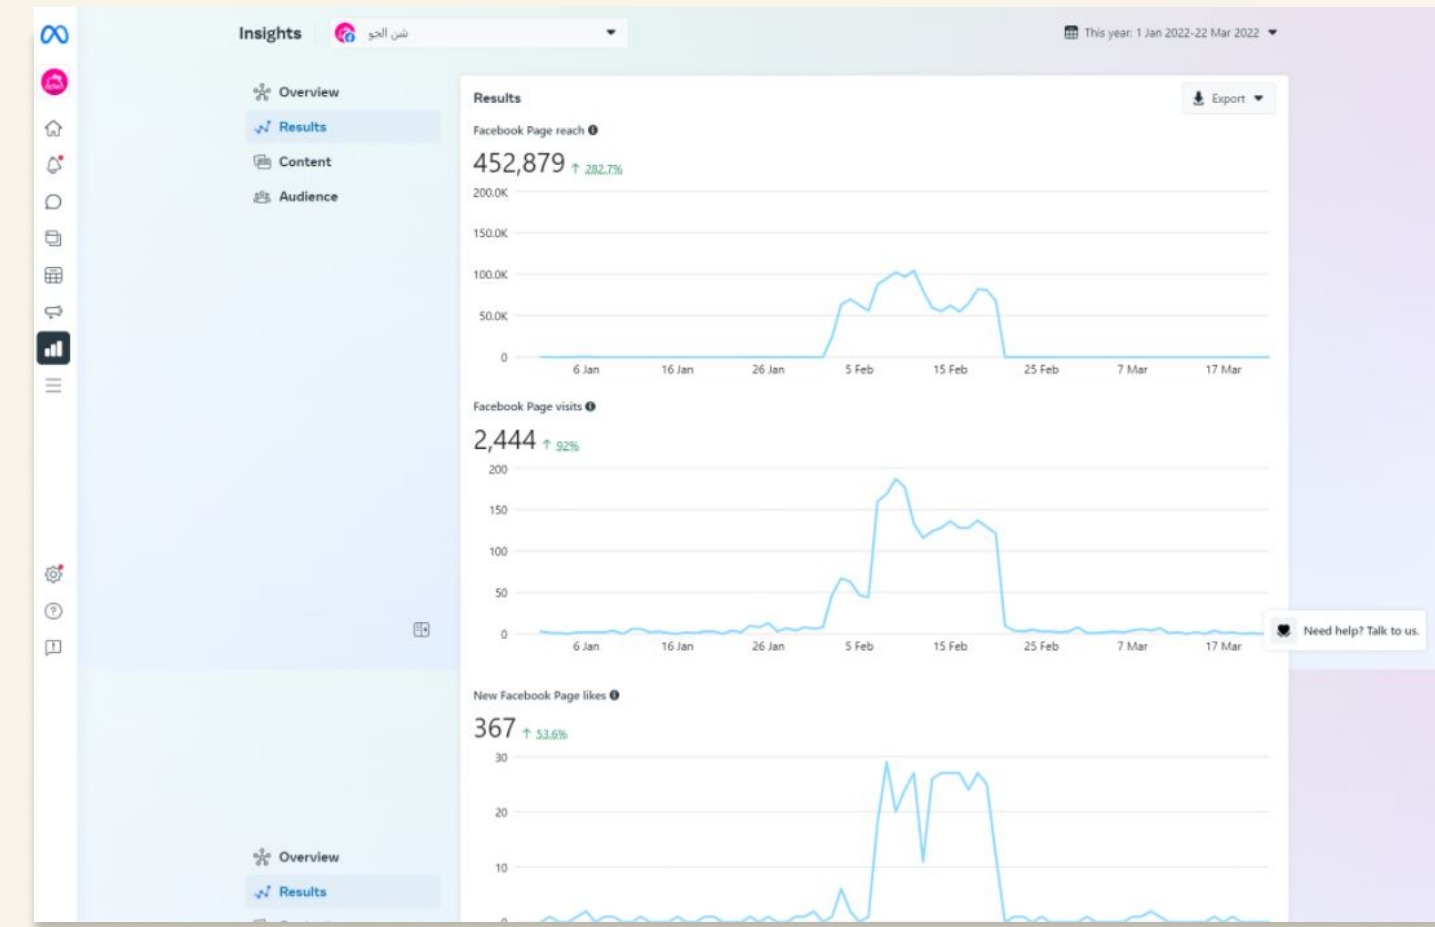 Insights
شن الجو
This year: 1 Jan 2022-22 Mar 2022
Overview
Results
Content
Audience
Results
Export
Facebook Page reach
452,879 ↑ 282.7%
200.0K
150.0K
100.0K
50.0K
0
6 Jan 16 Jan 26 Jan 5 Feb 15 Feb 25 Feb 7 Mar 17 Mar
Facebook Page visits
2,444 ↑ 92%
200
150
100
50
0
6 Jan 16 Jan 26 Jan 5 Feb 15 Feb 25 Feb 7 Mar 17 Mar
Need help? Talk to us.
New Facebook Page likes
367 ↑ 53.6%
30
20
10
Overview
Results